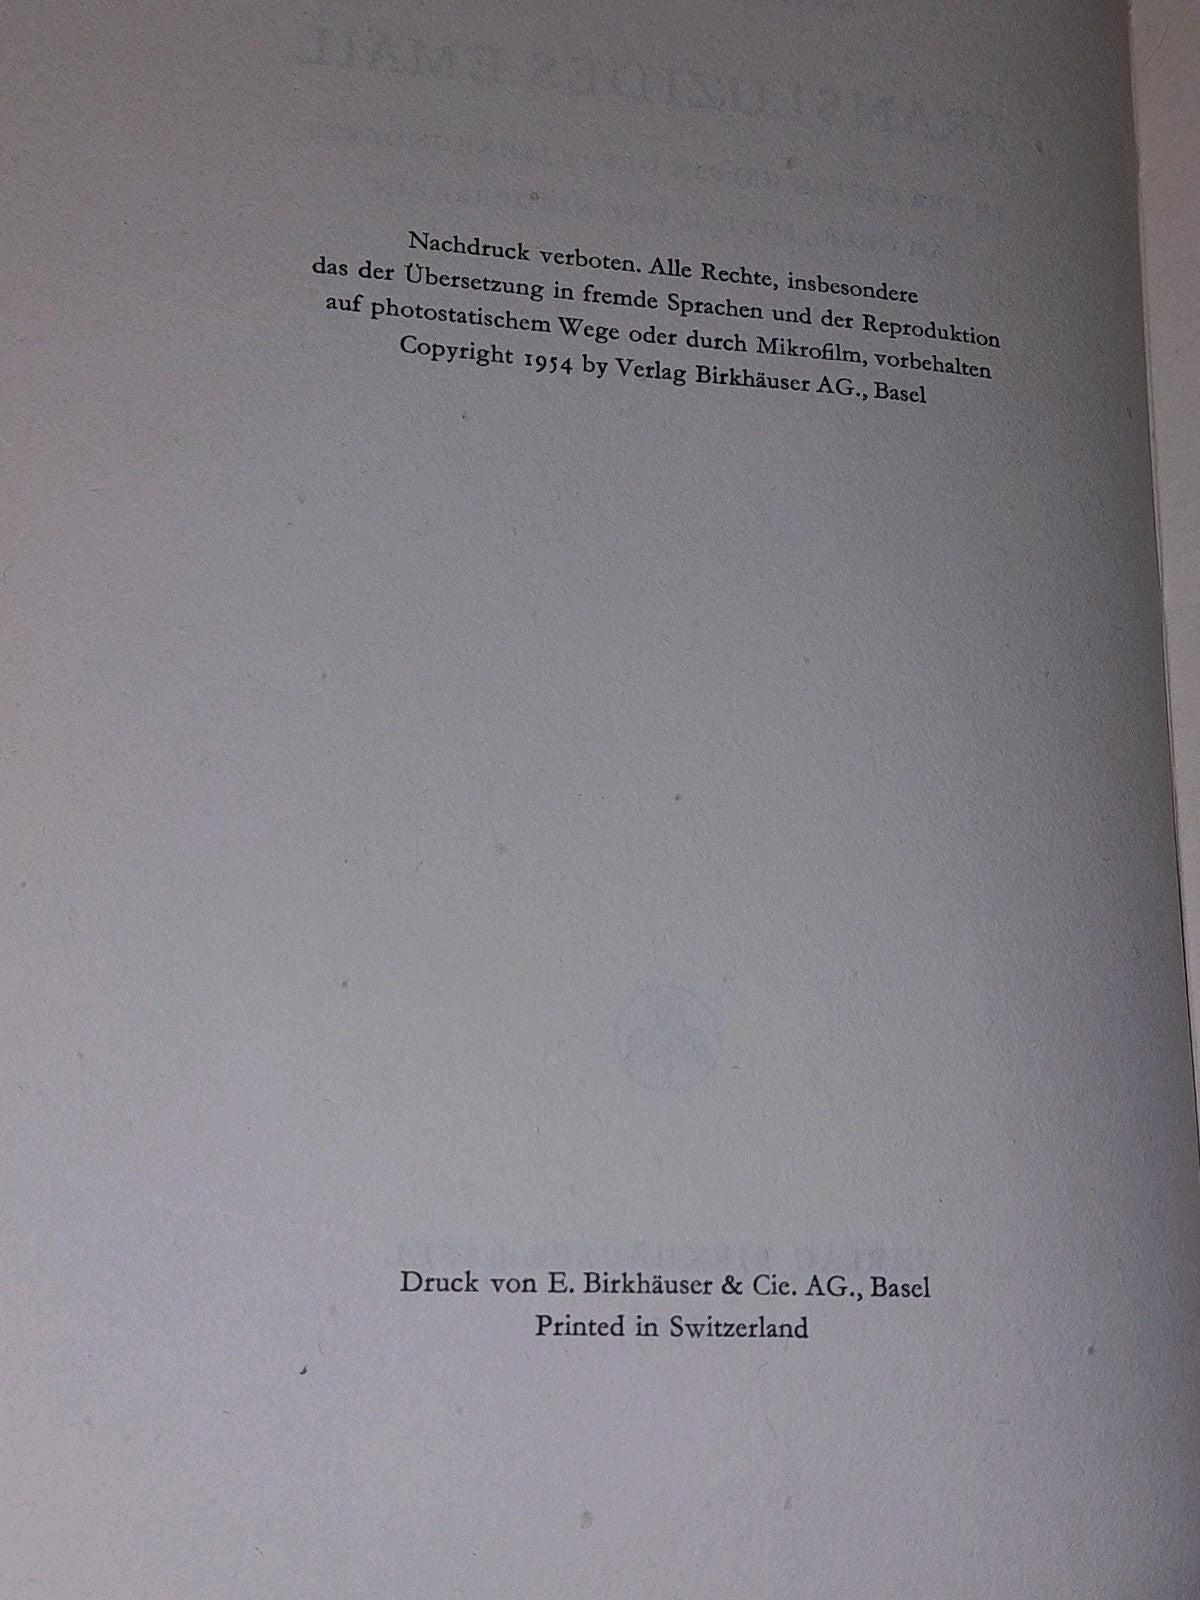 Nachdruck verboten. Alle Rechte, insbesondere
das der Übersetzung in fremde Sprachen und der Reproduktion
auf photostatischem Wege oder durch Mikrofilm, vorbehalten
Copyright 1954 by Verlag Birkhäuser AG., Basel
Druck von E. Birkhäuser & Cie. AG., Basel
Printed in Switzerland